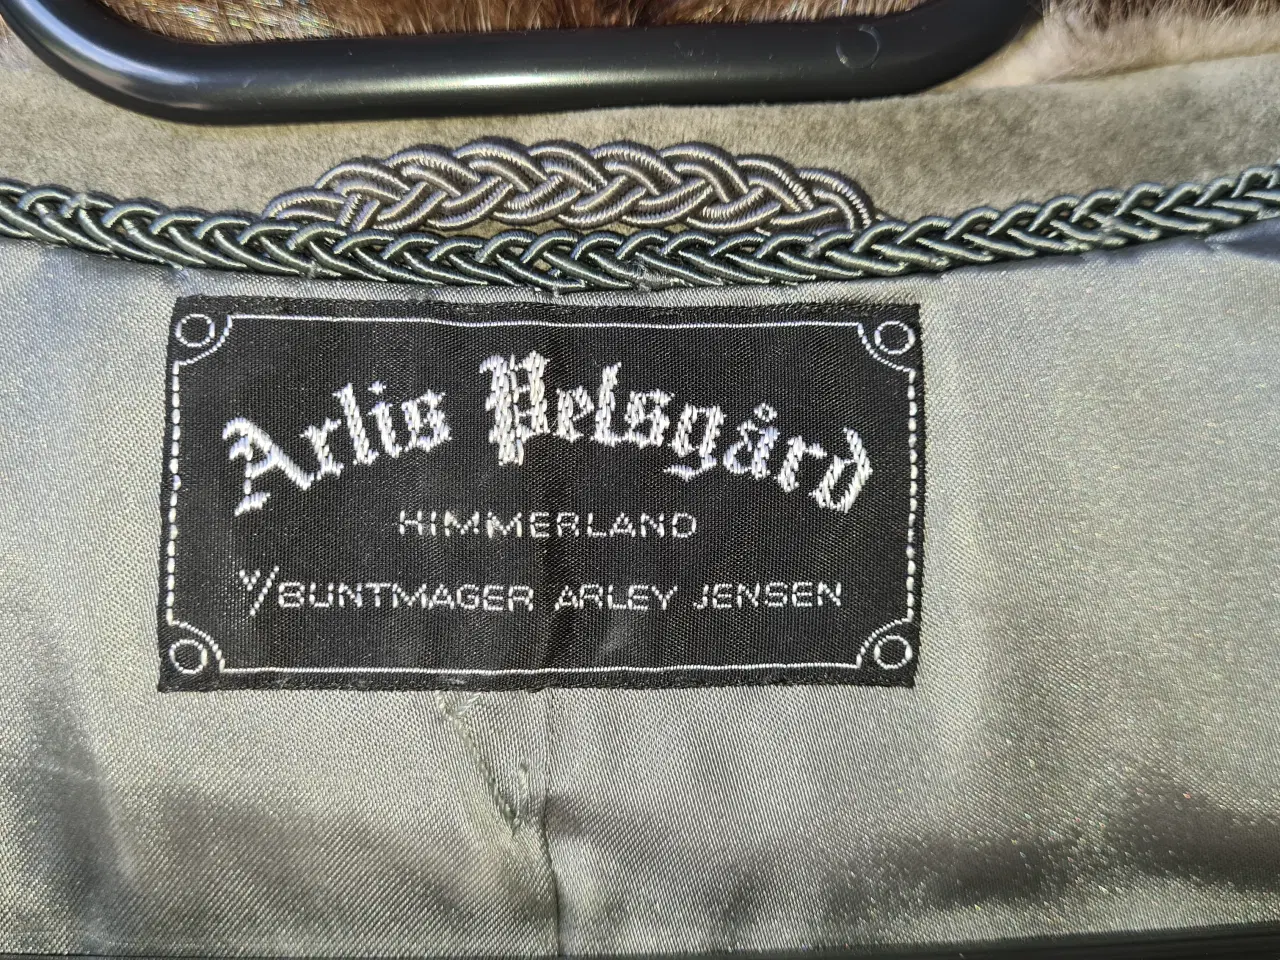 Arlis Pelsgård
HIMMERLAND
V/BUNTMAGER ARLEY JENSEN